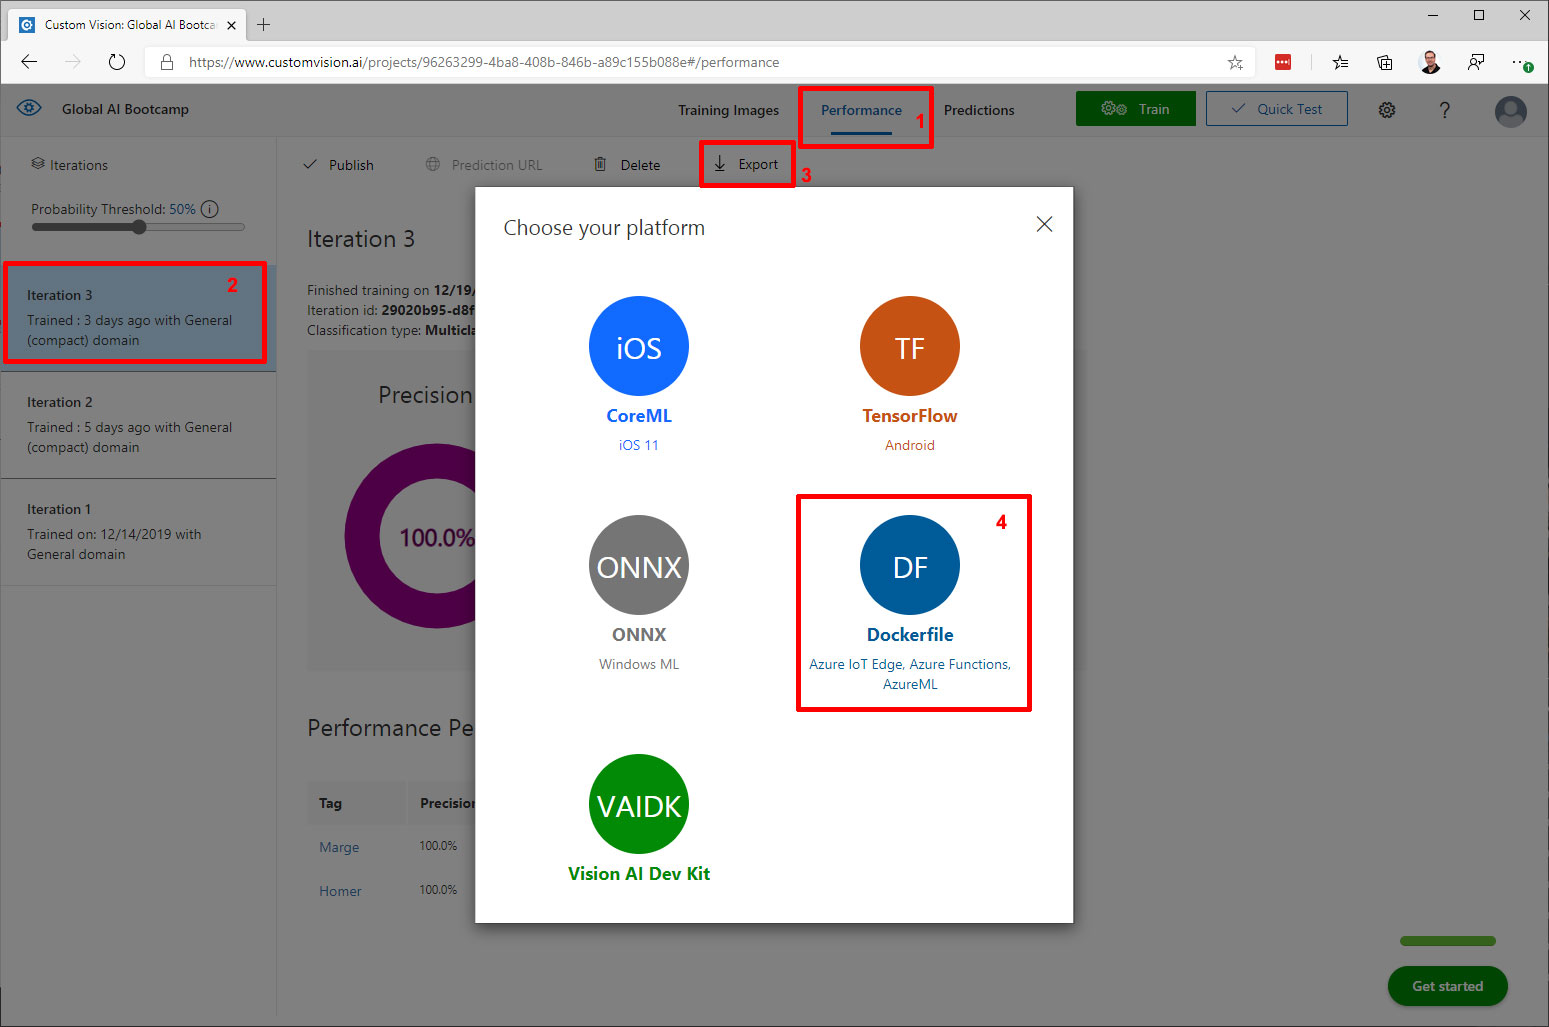 Custom Vision: Global AI Bootca
https://www.customvision.ai/projects/96263299-4ba8-408b-846b-a89c155b088e#/performance
Global AI Bootcamp
Training Images
Performance
1
Predictions
Train
Quick Test
?
Iterations
Publish
Prediction URL
Delete
Export
3
Probability Threshold: 50%
Iteration 3
2
Trained : 3 days ago with General
(compact) domain
Iteration 2
Trained : 5 days ago with General
(compact) domain
Iteration 1
Trained on: 12/14/2019 with
General domain
Iteration 3
Finished training on 12/19/
Iteration id: 29020b95-d8f
Classification type: Multicla
Precision
100.0%
Performance Pe
Tag
Precision
Marge
100.0%
Homer
100.0%
Choose your platform
iOS
CoreML
iOS 11
TF
TensorFlow
Android
ONNX
ONNX
Windows ML
4
DF
Dockerfile
Azure IoT Edge, Azure Functions,
AzureML
VAIDK
Vision AI Dev Kit
Get started